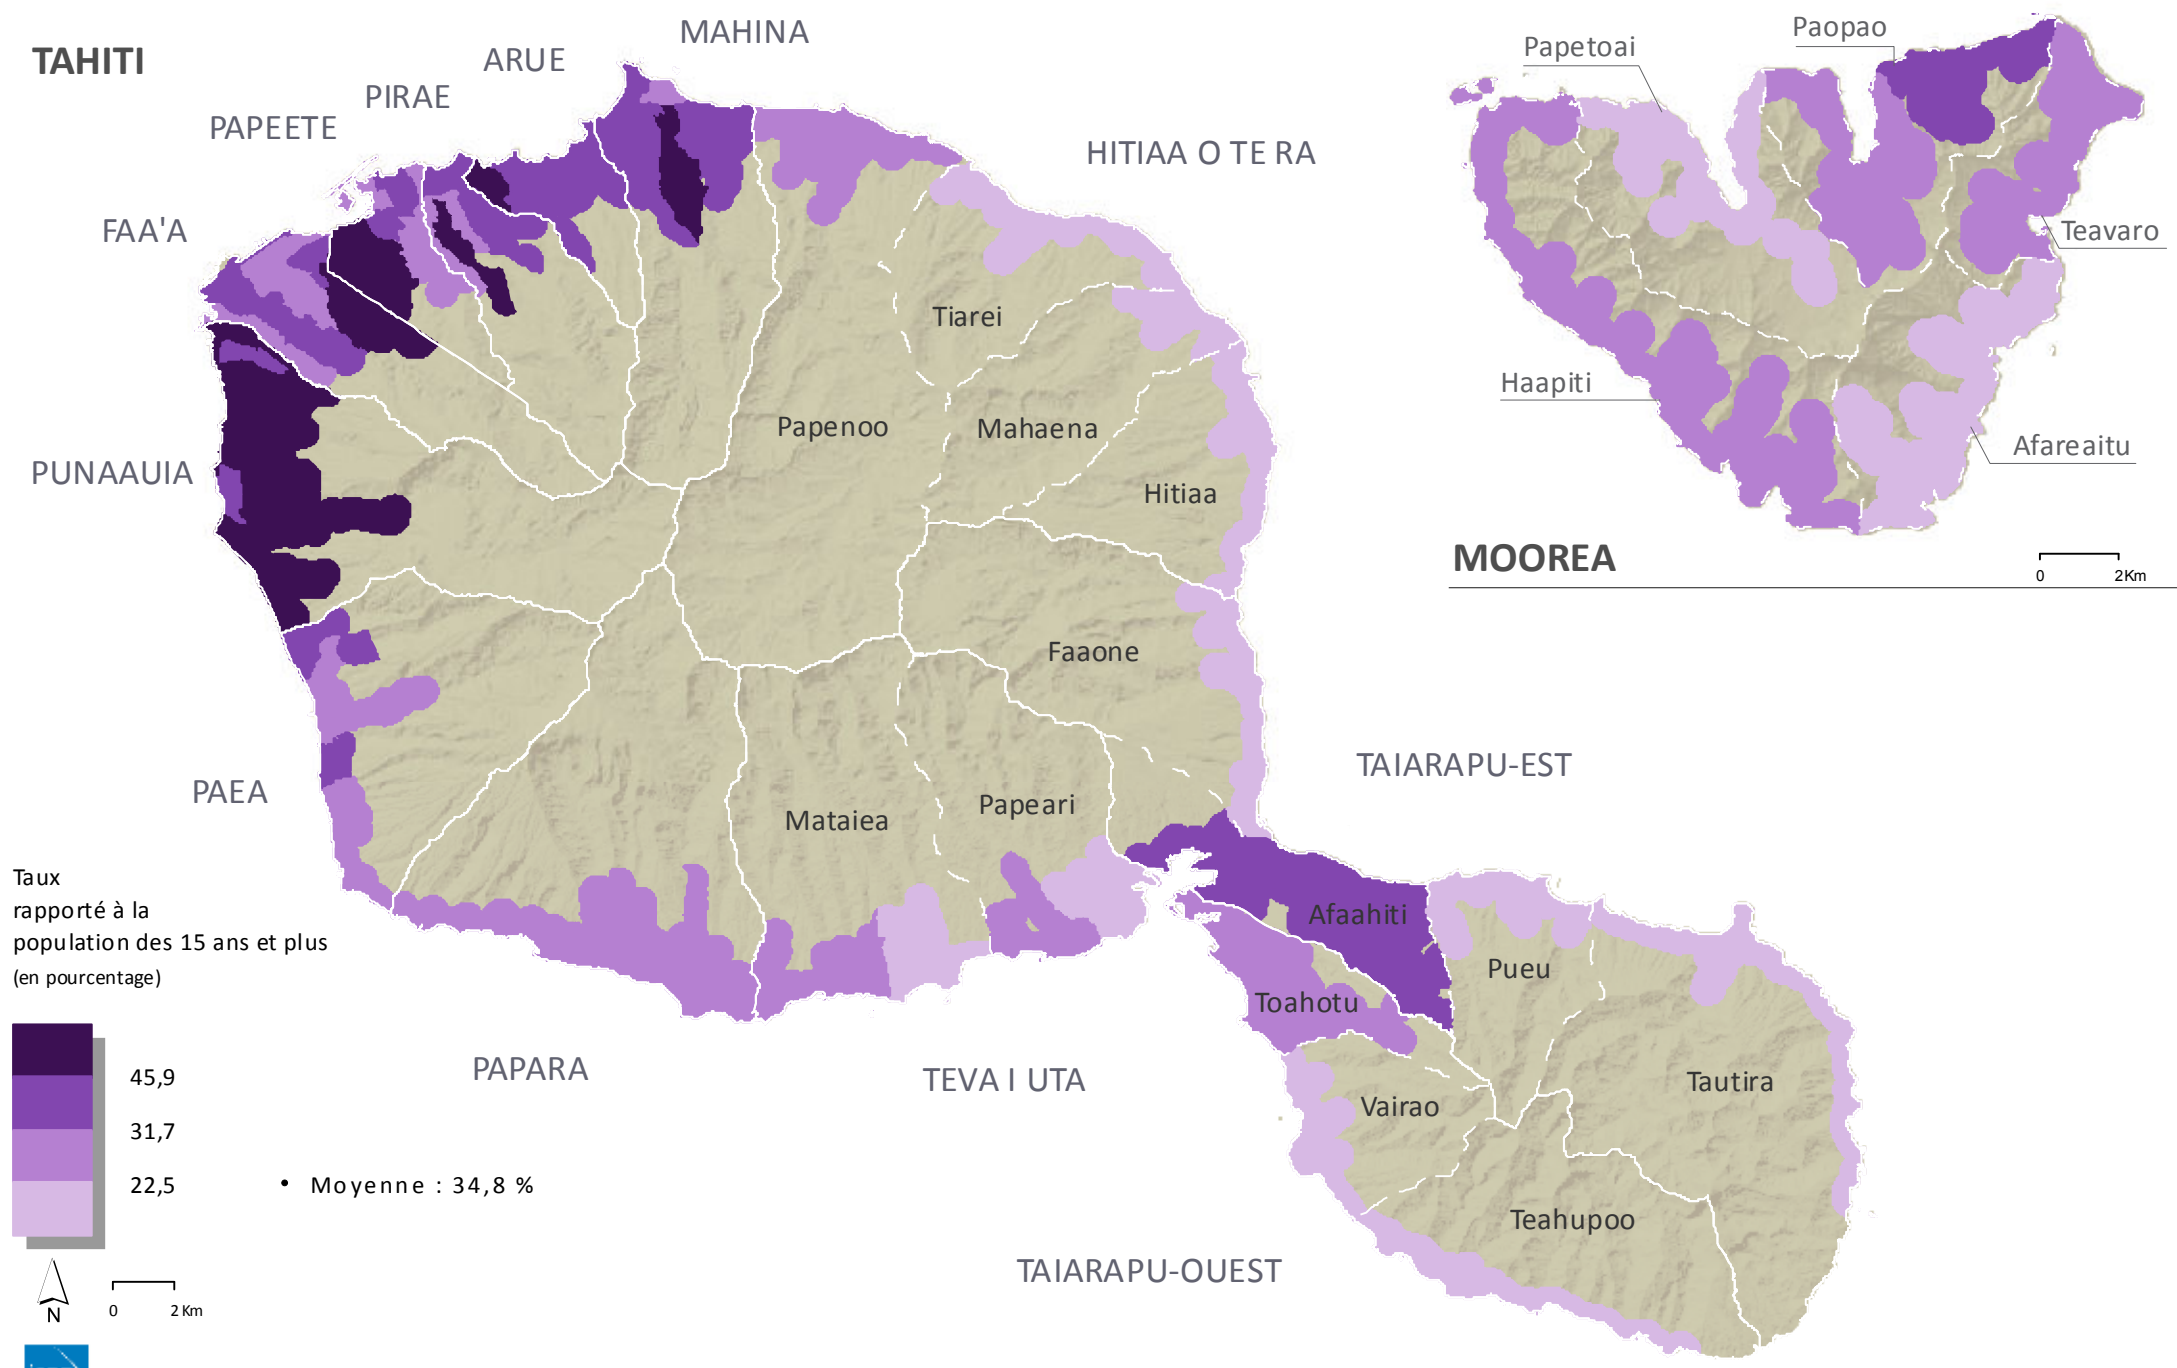 TAHITI
MAHINA
ARUE
PIRAE
PAPEETE
FAA'A
HITIAA O TE RA
PUNAAUIA
PAEA
PAPARA
TEVA I UTA
TAIARAPU-EST
TAIARAPU-OUEST
Tiarei
Papenoo
Mahaena
Hitiaa
Faaone
Mataiea
Papeari
Afaahiti
Pueu
Toahotu
Vairao
Tautira
Teahupoo
Papetoai
Paopao
Teavaro
Haapiti
Afareaitu
MOOREA
0 2 Km
Taux
rapporté à la
population des 15 ans et plus
(en pourcentage)
45,9
31,7
22,5
• Moyenne : 34,8 %
N
0 2 Km